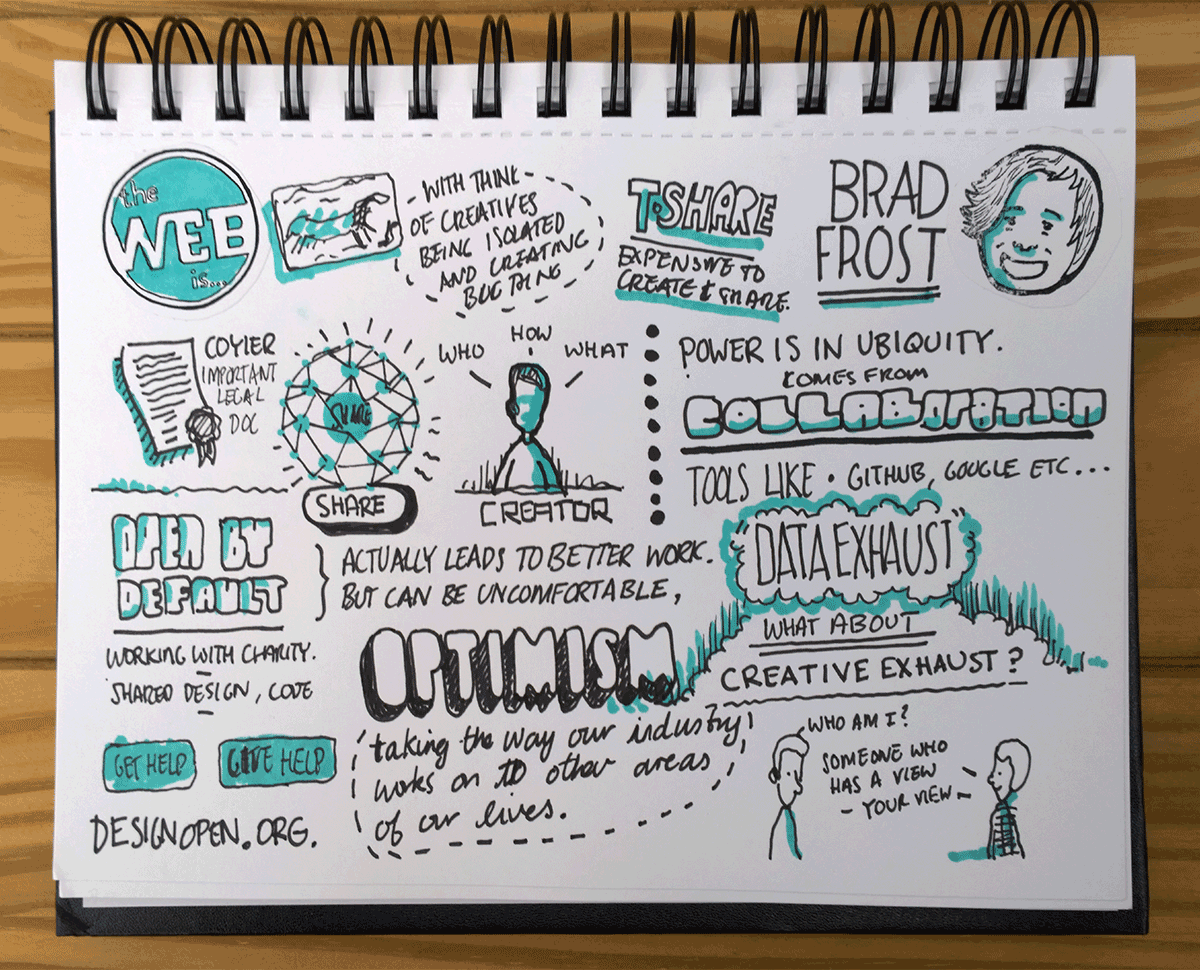 the
WEB
is...
WITH THINK
OF CREATIVES
BEING ISOLATED
AND CREATING
BUG THING
To SHARE
EXPENSIVE TO
CREATE & SHARE.
BRAD
FROST
COYLER
IMPORTANT
LEGAL
DOC
SHARE
SHARE
WHO
HOW
WHAT
CREATOR
POWER IS IN UBIQUITY.
COMES FROM
COLLABORATION
TOOLS LIKE • GITHUB, GOOGLE ETC...
OPEN BY
DEFAULT
ACTUALLY LEADS TO BETTER WORK.
BUT CAN BE UNCOMFORTABLE,
DATA EXHAUST
WHAT ABOUT
CREATIVE EXHAUST?
WORKING WITH CHARITY.
SHARED DESIGN, CODE
GET HELP
GIVE HELP
DESIGNOPEN.ORG.
OPTIMISM
taking the way our industry
works on to other areas
of our lives.
WHO AM I?
SOMEONE WHO
HAS A VIEW
- YOUR VIEW -